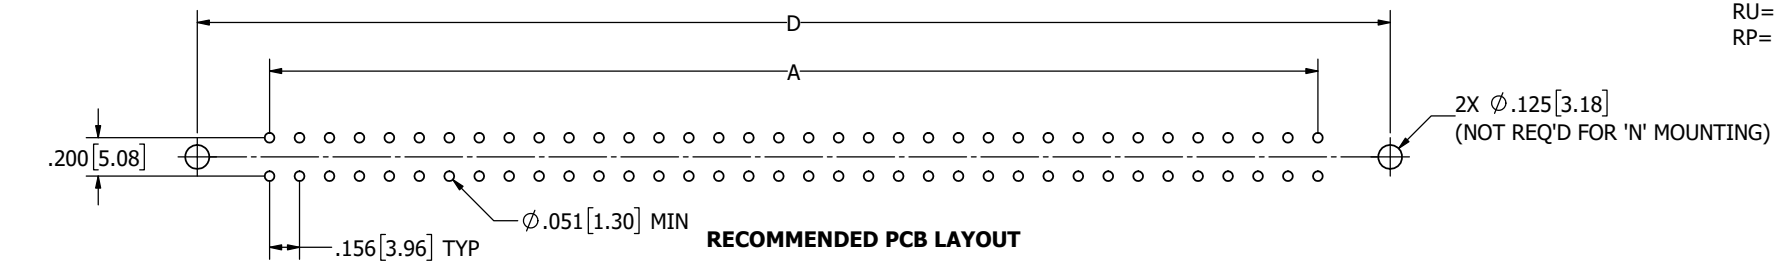 RU=
RP=
D
A
2X ⌀.125[3.18]
(NOT REQ'D FOR 'N' MOUNTING)
.200[5.08]
⌀.051[1.30] MIN
.156[3.96] TYP
RECOMMENDED PCB LAYOUT